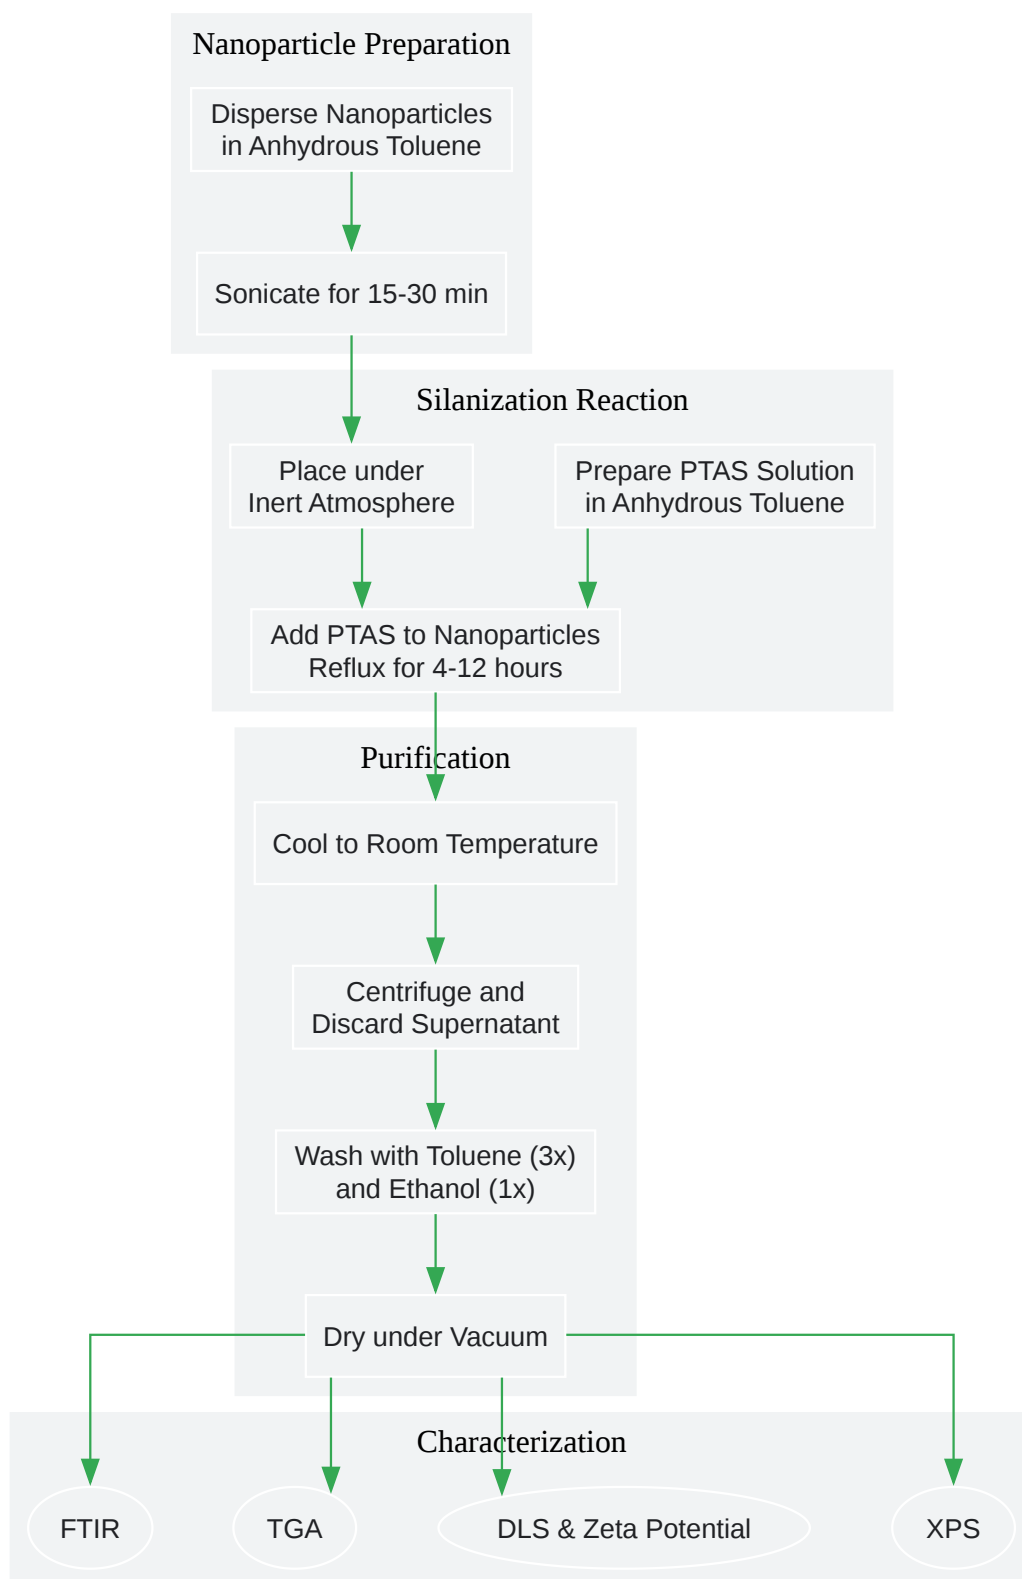 Nanoparticle Preparation
Disperse Nanoparticles
in Anhydrous Toluene
Sonicate for 15-30 min
Silanization Reaction
Place under
Inert Atmosphere
Prepare PTAS Solution
in Anhydrous Toluene
Add PTAS to Nanoparticles
Reflux for 4-12 hours
Purification
Cool to Room Temperature
Centrifuge and
Discard Supernatant
Wash with Toluene (3x)
and Ethanol (1x)
Dry under Vacuum
Characterization
FTIR
TGA
DLS & Zeta Potential
XPS